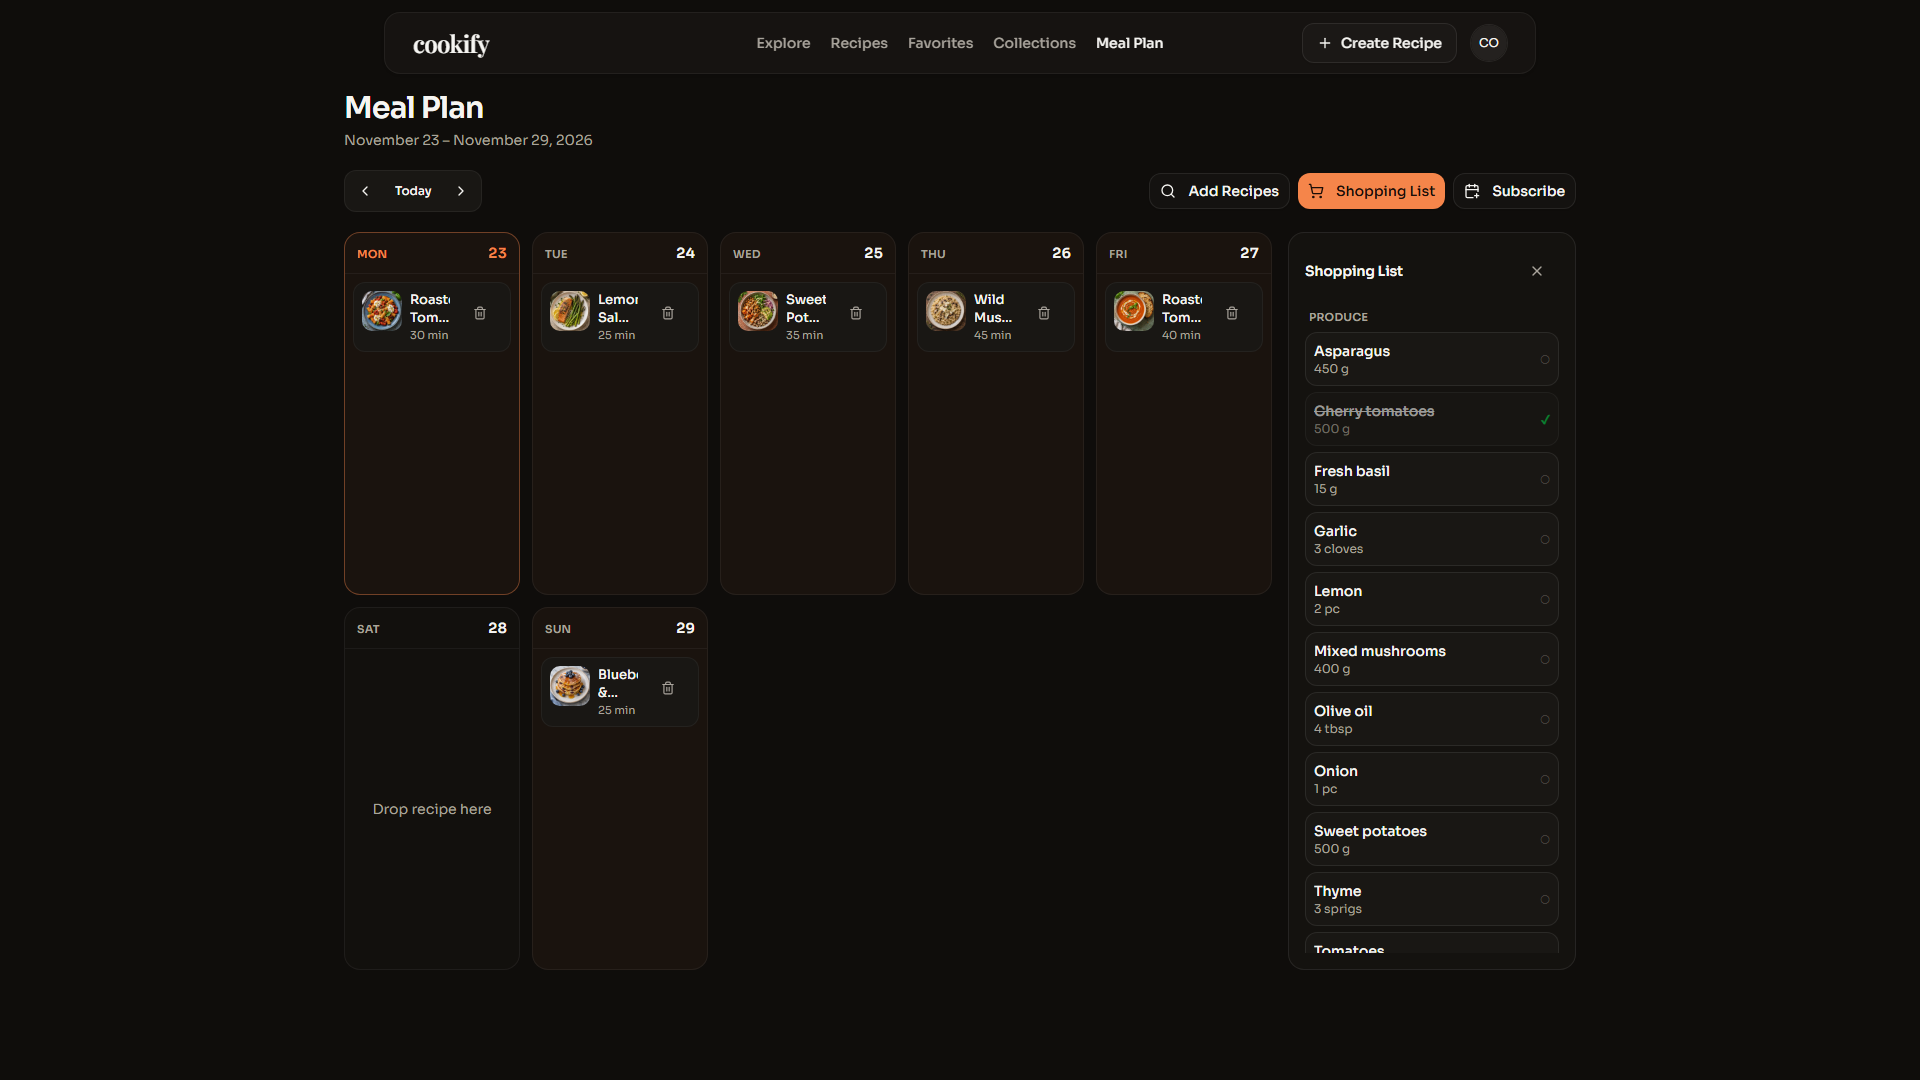 cookify
Explore
Recipes
Favorites
Collections
Meal Plan
Create Recipe
CO
Meal Plan
November 23 – November 29, 2026
Today
Add Recipes
Shopping List
Subscribe
MON 23
Roast
Tom...
30 min
TUE 24
Lemon
Sal...
25 min
WED 25
Sweet
Pot...
35 min
THU 26
Wild
Mus...
45 min
FRI 27
Roast
Tom...
40 min
SAT 28
Drop recipe here
SUN 29
Blueb
&...
25 min
Shopping List
PRODUCE
Asparagus
450 g
Cherry tomatoes
500 g
Fresh basil
15 g
Garlic
3 cloves
Lemon
2 pc
Mixed mushrooms
400 g
Olive oil
4 tbsp
Onion
1 pc
Sweet potatoes
500 g
Thyme
3 sprigs
Tomatoes